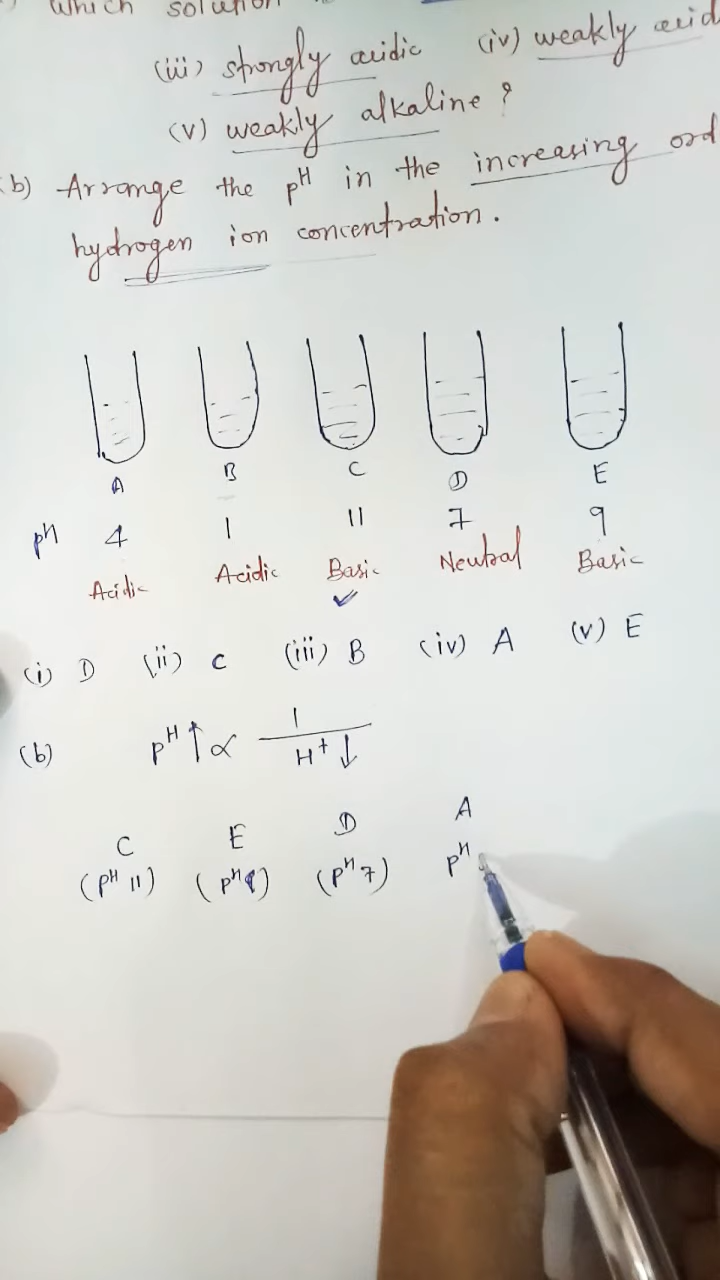 which solution
(iii) strongly acidic (iv) weakly acid
(v) weakly alkaline ?
(b) Arrange the pH in the increasing ord
hydrogen ion concentration.
A B C D E
pH 4 1 11 7 9
Acidic Acidic Basic Neutral Basic
(i) D (ii) C (iii) B (iv) A (v) E
(b) pH ↑ ∝ 1
H+ ↓
C E D A
(pH 11) (pH 9) (pH 7) pH